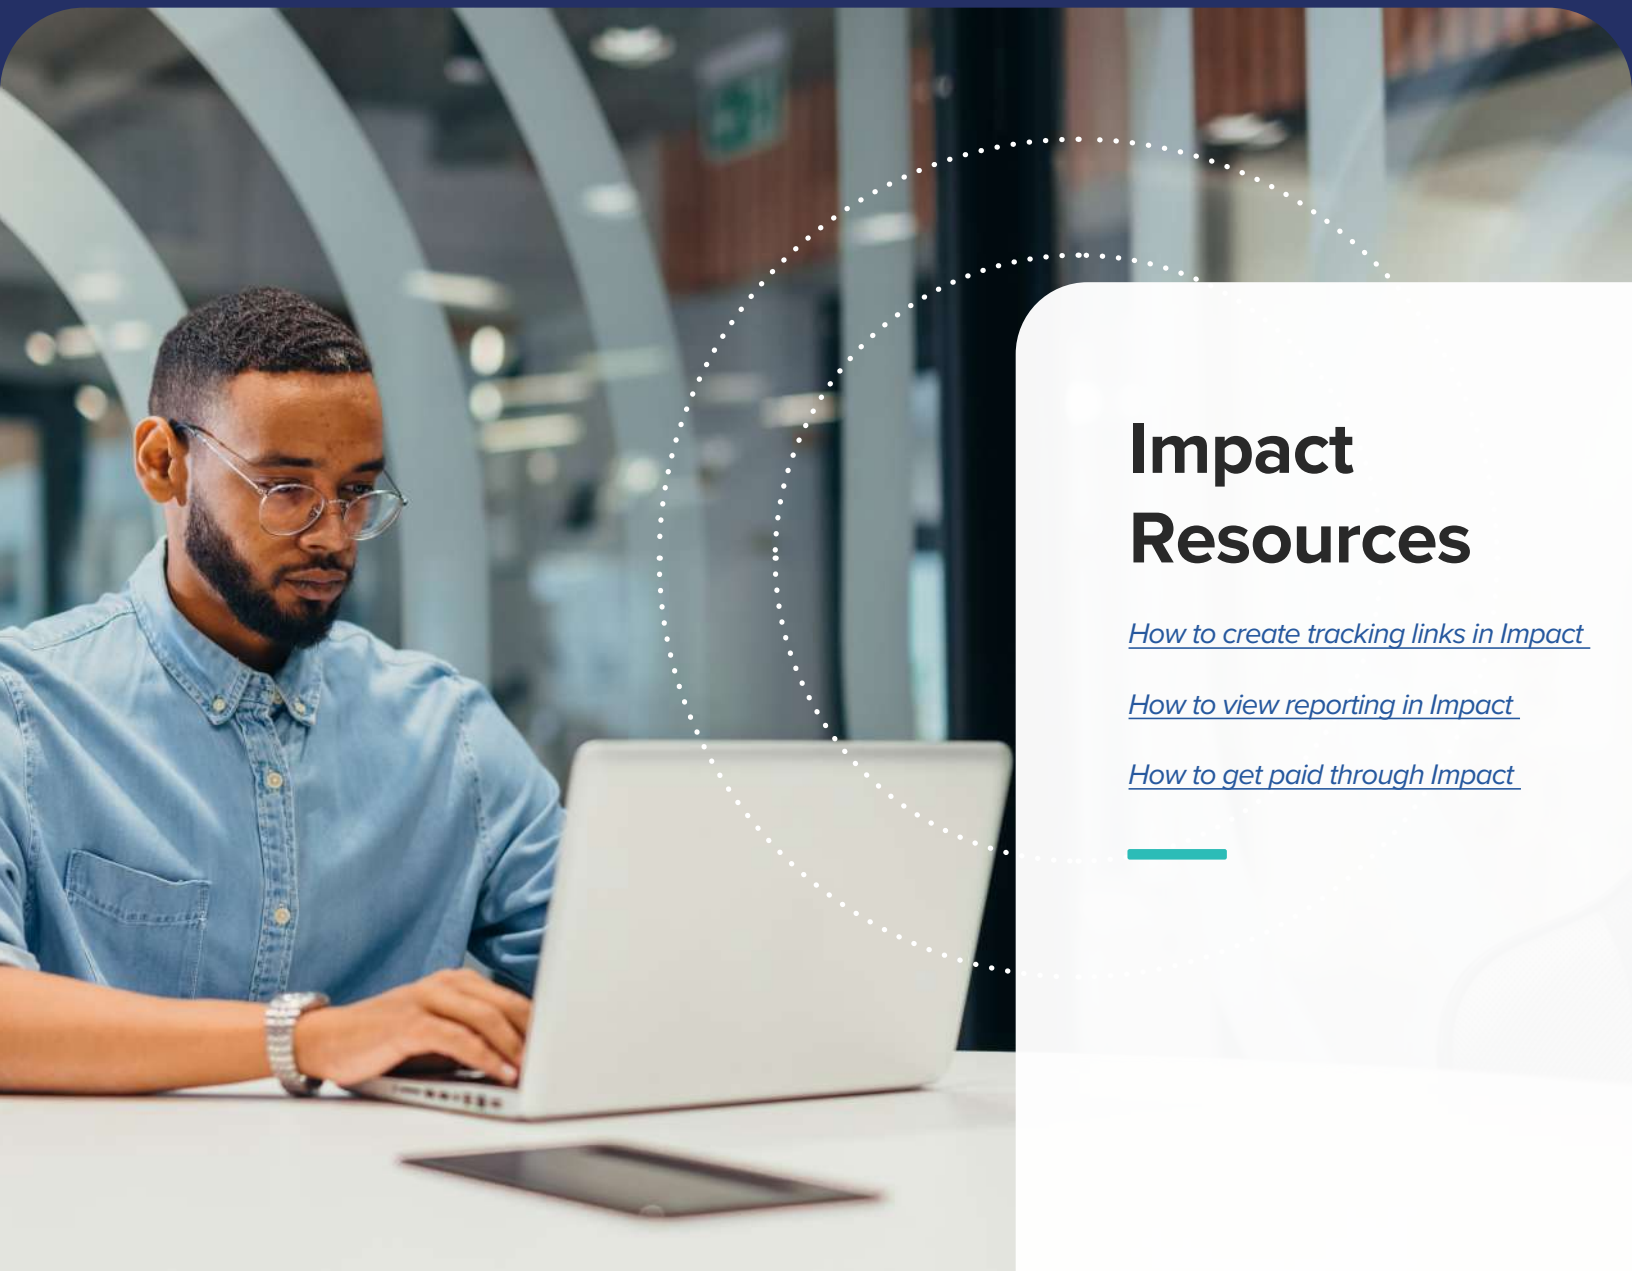 Impact
Resources
How to create tracking links in Impact
How to view reporting in Impact
How to get paid through Impact